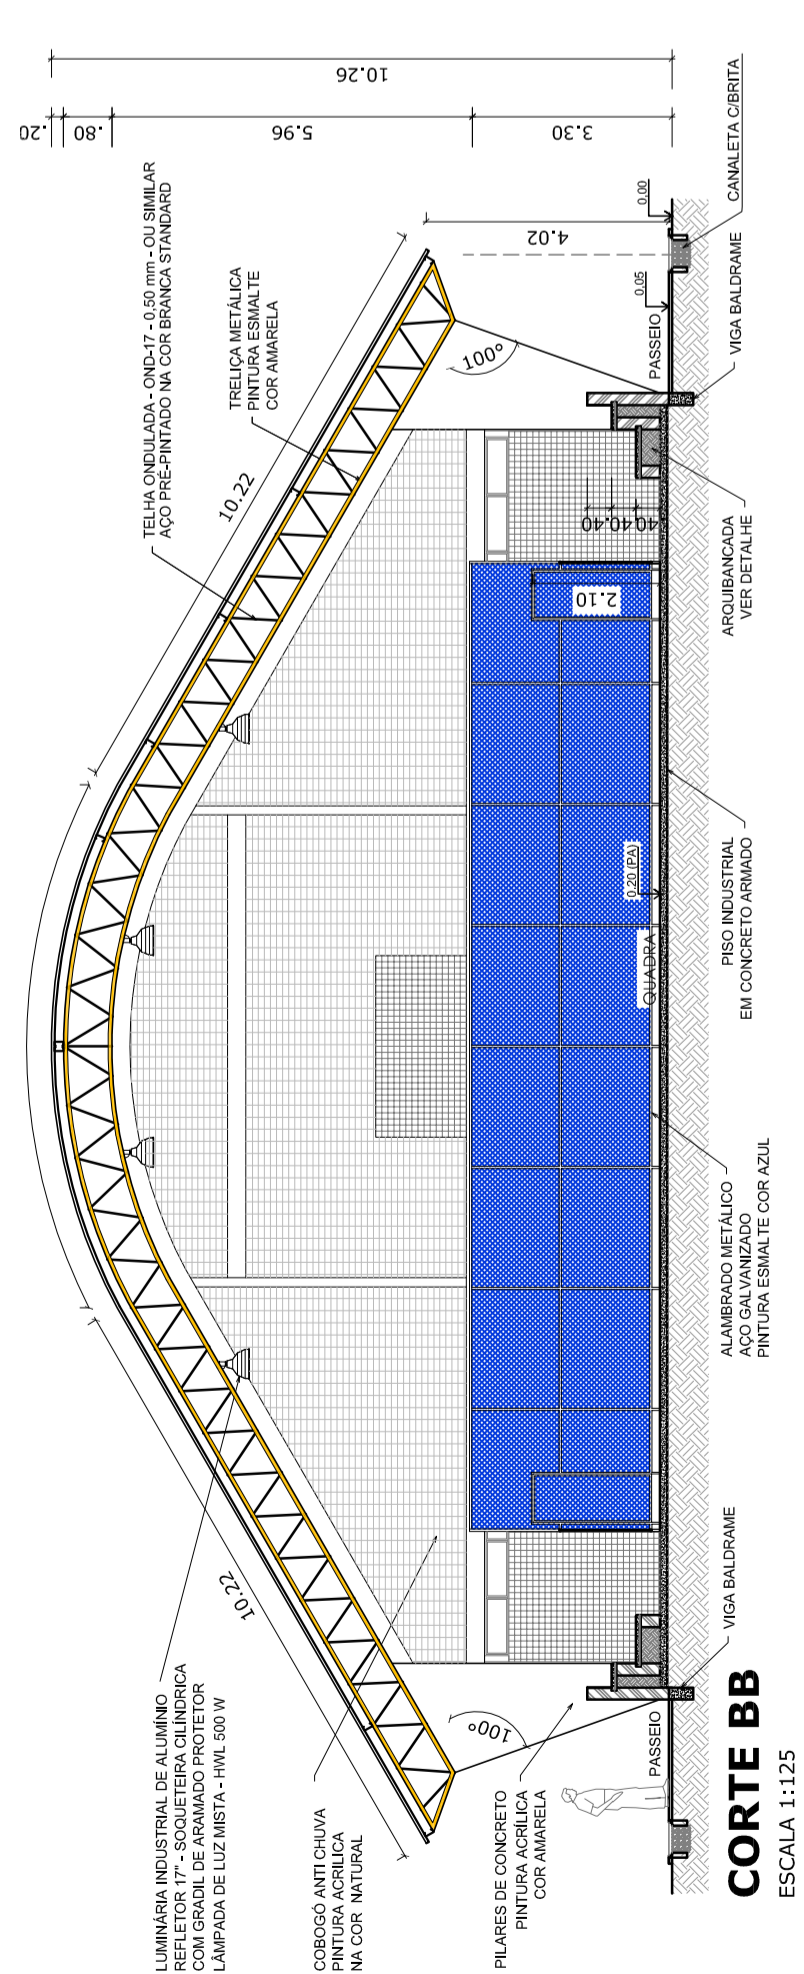 LUMINÁRIA INDUSTRIAL DE ALUMÍNIO
REFLETOR 17" - SOQUETEIRA CILÍNDRICA
COM GRADIL DE ARAMADO PROTETOR
LÂMPADA DE LUZ MISTA - HWL 500 W
TELHA ONDULADA - OND-17 - 0,50 mm - OU SIMILAR
AÇO PRÉ-PINTADO NA COR BRANCA STANDARD
TRELIÇA METÁLICA
PINTURA ESMALTE
COR AMARELA
COBOGÓ ANTI CHUVA
PINTURA ACRILICA
NA COR NATURAL
PILARES DE CONCRETO
PINTURA ACRÍLICA
COR AMARELA
10.22
10.22
100°
100°
.20
.80
5.96
3.30
10.26
4.02
2.10
.40
.40
.40
0,00
0,05
0,20 (PA)
QUADRA
PASSEIO
PASSEIO
VIGA BALDRAME
ALAMBRADO METÁLICO
AÇO GALVANIZADO
PINTURA ESMALTE COR AZUL
PISO INDUSTRIAL
EM CONCRETO ARMADO
ARQUIBANCADA
VER DETALHE
VIGA BALDRAME
CANALETA C/BRITA
CORTE BB
ESCALA 1:125